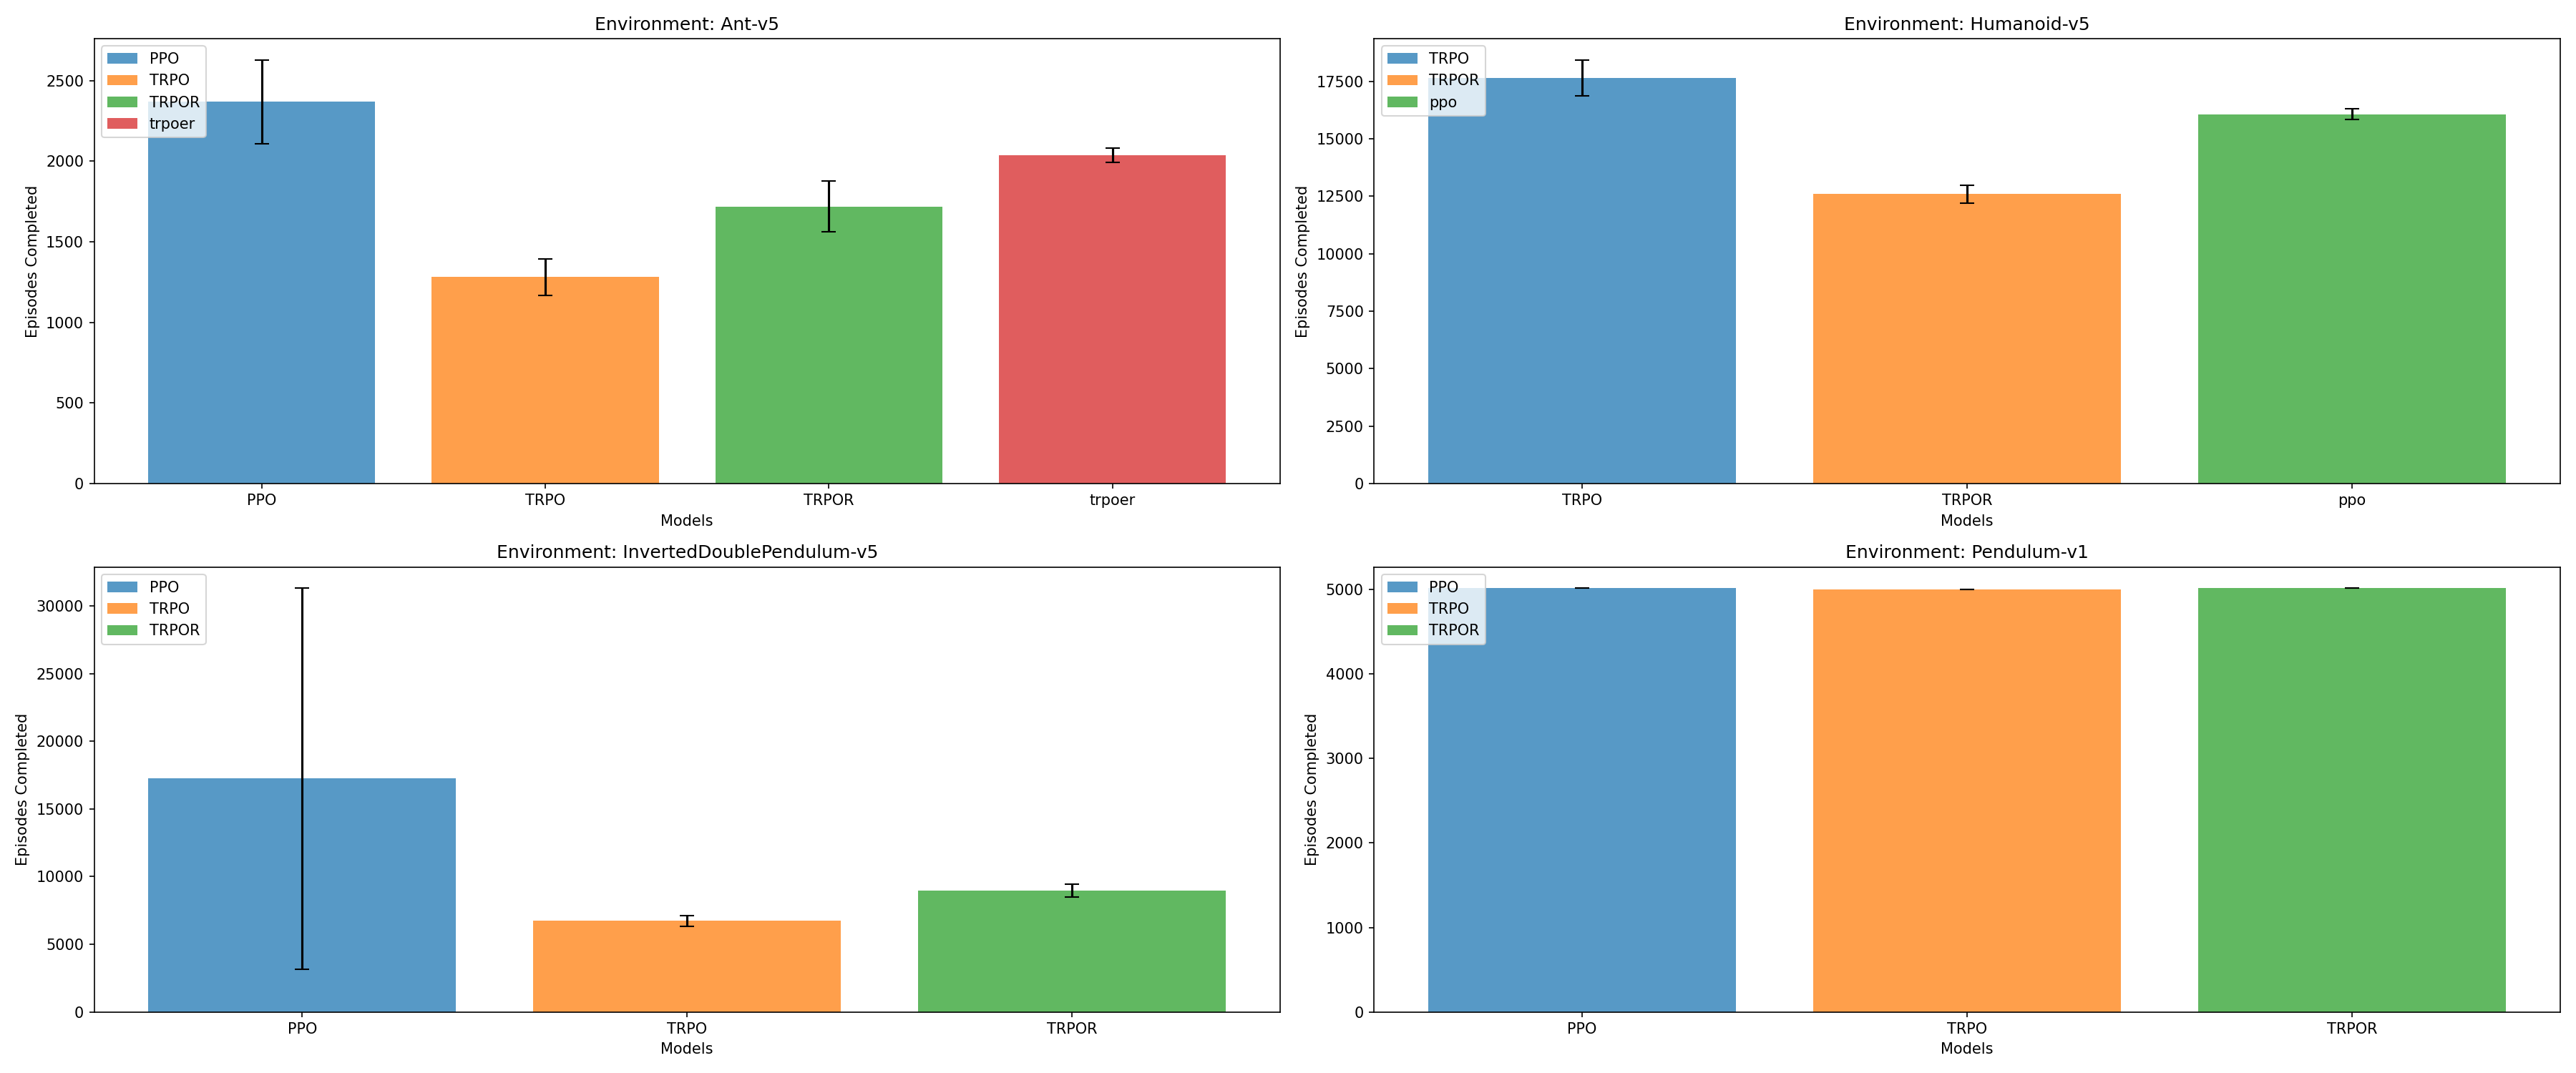 Environment: Ant-v5
PPO
TRPO
TRPOR
trpoer
Episodes Completed
2500
2000
1500
1000
500
0
PPO TRPO TRPOR trpoer
Models
Environment: Humanoid-v5
TRPO
TRPOR
ppo
Episodes Completed
17500
15000
12500
10000
7500
5000
2500
0
TRPO TRPOR ppo
Models
Environment: InvertedDoublePendulum-v5
PPO
TRPO
TRPOR
Episodes Completed
30000
25000
20000
15000
10000
5000
0
PPO TRPO TRPOR
Models
Environment: Pendulum-v1
PPO
TRPO
TRPOR
Episodes Completed
5000
4000
3000
2000
1000
0
PPO TRPO TRPOR
Models